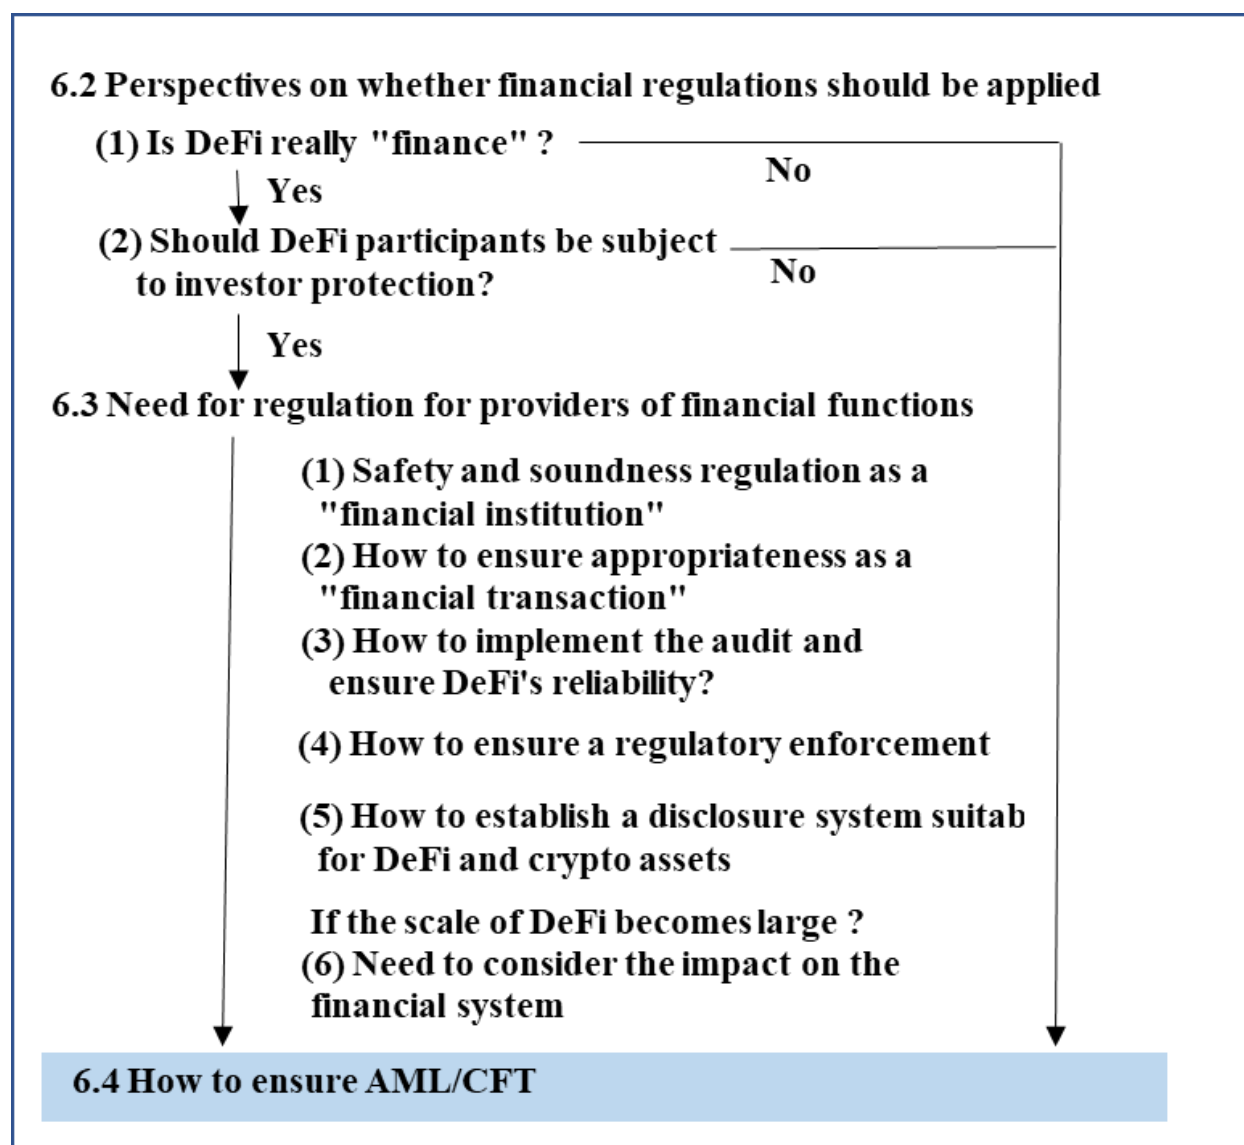 6.2 Perspectives on whether financial regulations should be applied
(1) Is DeFi really "finance" ?
No
Yes
(2) Should DeFi participants be subject
to investor protection?
No
Yes
6.3 Need for regulation for providers of financial functions
(1) Safety and soundness regulation as a
"financial institution"
(2) How to ensure appropriateness as a
"financial transaction"
(3) How to implement the audit and
ensure DeFi's reliability?
(4) How to ensure a regulatory enforcement
(5) How to establish a disclosure system suitab
for DeFi and crypto assets
If the scale of DeFi becomes large ?
(6) Need to consider the impact on the
financial system
6.4 How to ensure AML/CFT